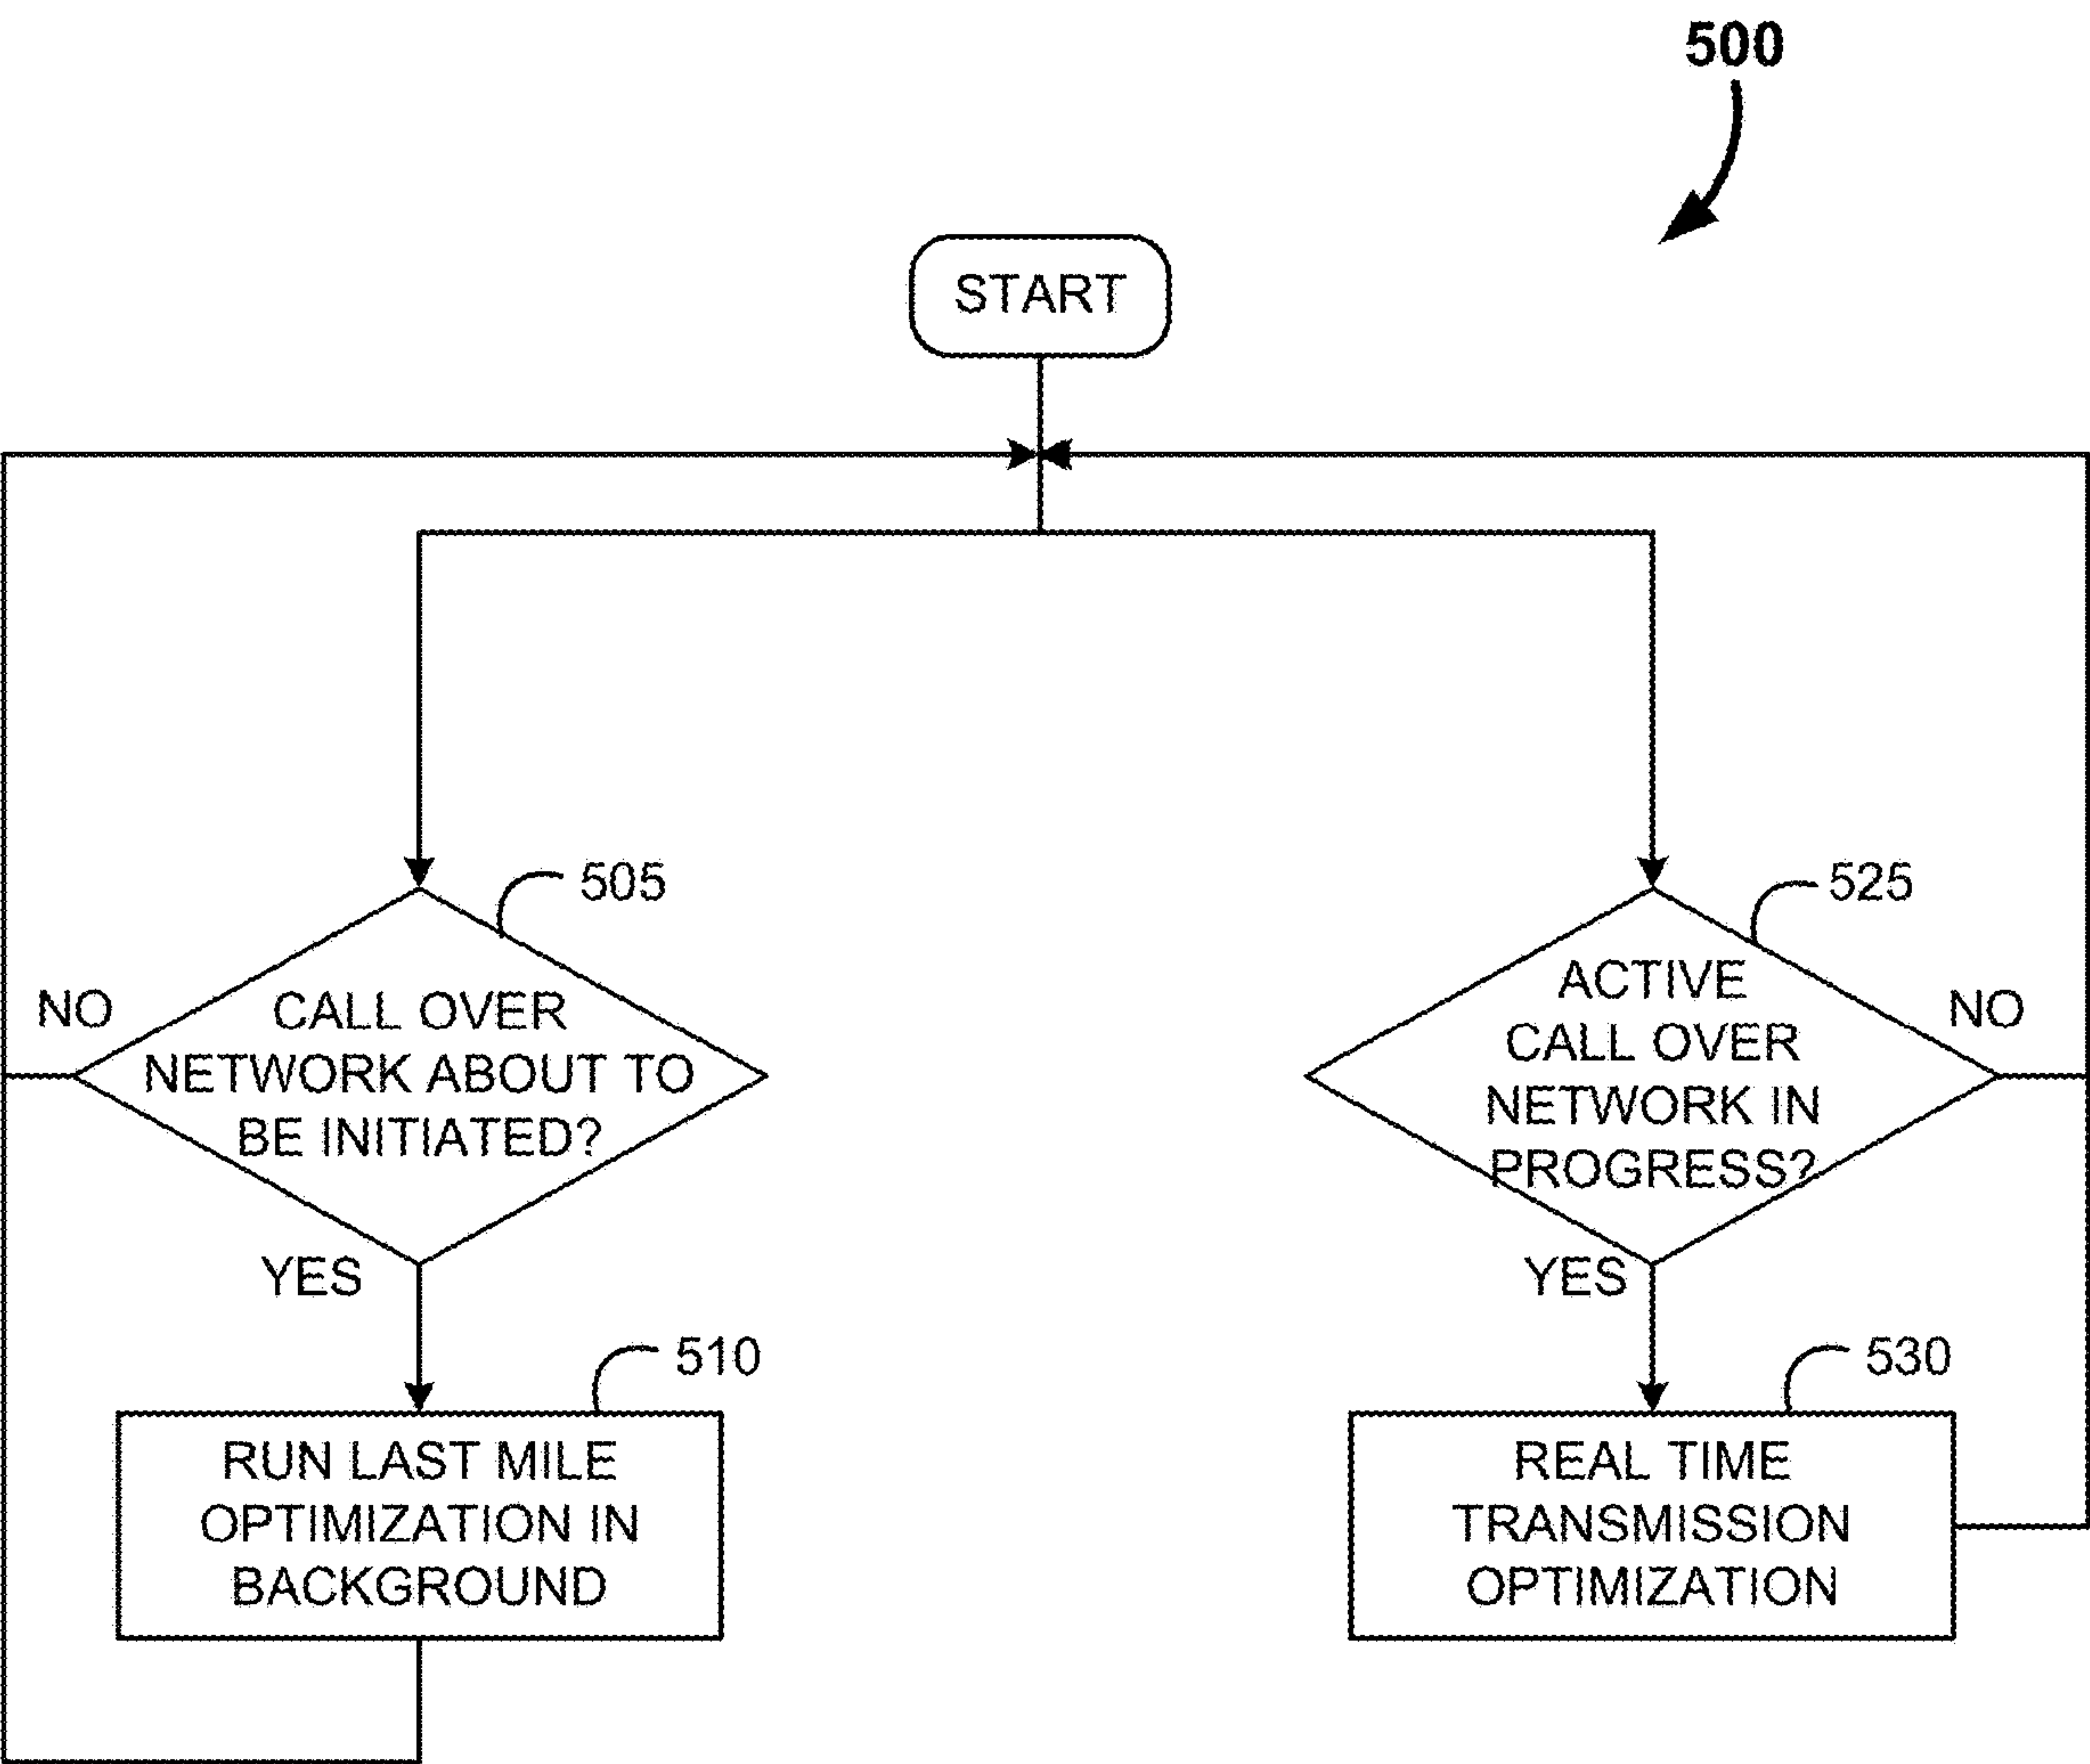 500
START
505
NO
CALL OVER
NETWORK ABOUT TO
BE INITIATED?
YES
510
RUN LAST MILE
OPTIMIZATION IN
BACKGROUND
525
ACTIVE
CALL OVER
NETWORK IN
PROGRESS?
NO
YES
530
REAL TIME
TRANSMISSION
OPTIMIZATION